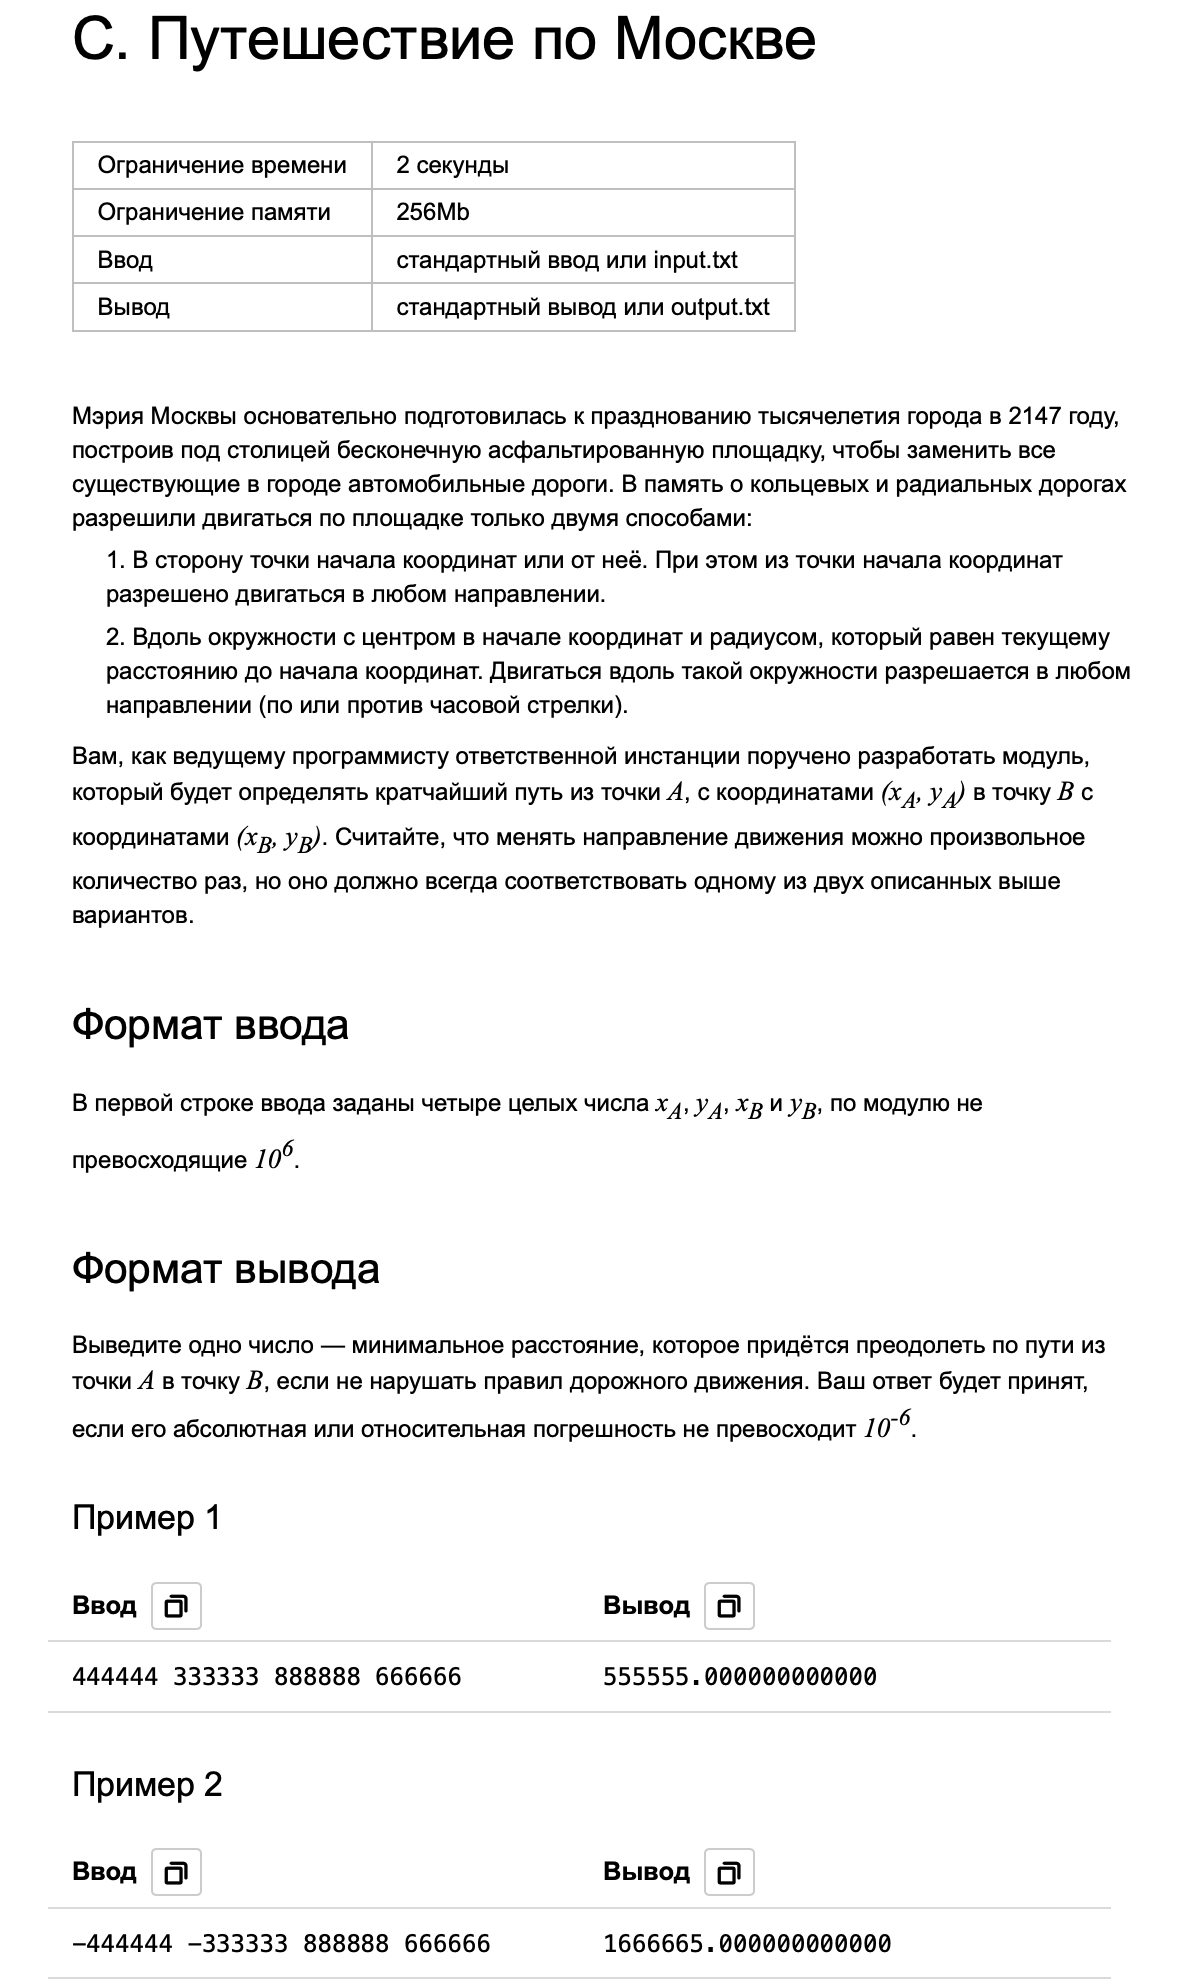 С. Путешествие по Москве
Ограничение времени 2 секунды
Ограничение памяти 256Mb
Ввод стандартный ввод или input.txt
Вывод стандартный вывод или output.txt
Мэрия Москвы основательно подготовилась к празднованию тысячелетия города в 2147 году,
построив под столицей бесконечную асфальтированную площадку, чтобы заменить все
существующие в городе автомобильные дороги. В память о кольцевых и радиальных дорогах
разрешили двигаться по площадке только двумя способами:
1. В сторону точки начала координат или от неё. При этом из точки начала координат
разрешено двигаться в любом направлении.
2. Вдоль окружности с центром в начале координат и радиусом, который равен текущему
расстоянию до начала координат. Двигаться вдоль такой окружности разрешается в любом
направлении (по или против часовой стрелки).
Вам, как ведущему программисту ответственной инстанции поручено разработать модуль,
который будет определять кратчайший путь из точки A, с координатами (x_A, y_A) в точку B с
координатами (x_B, y_B). Считайте, что менять направление движения можно произвольное
количество раз, но оно должно всегда соответствовать одному из двух описанных выше
вариантов.
Формат ввода
В первой строке ввода заданы четыре целых числа x_A, y_A, x_B и y_B, по модулю не
превосходящие 10^6.
Формат вывода
Выведите одно число — минимальное расстояние, которое придётся преодолеть по пути из
точки A в точку B, если не нарушать правил дорожного движения. Ваш ответ будет принят,
если его абсолютная или относительная погрешность не превосходит 10^-6.
Пример 1
Ввод Вывод
444444 333333 888888 666666 555555.000000000000
Пример 2
Ввод Вывод
-444444 -333333 888888 666666 1666665.000000000000